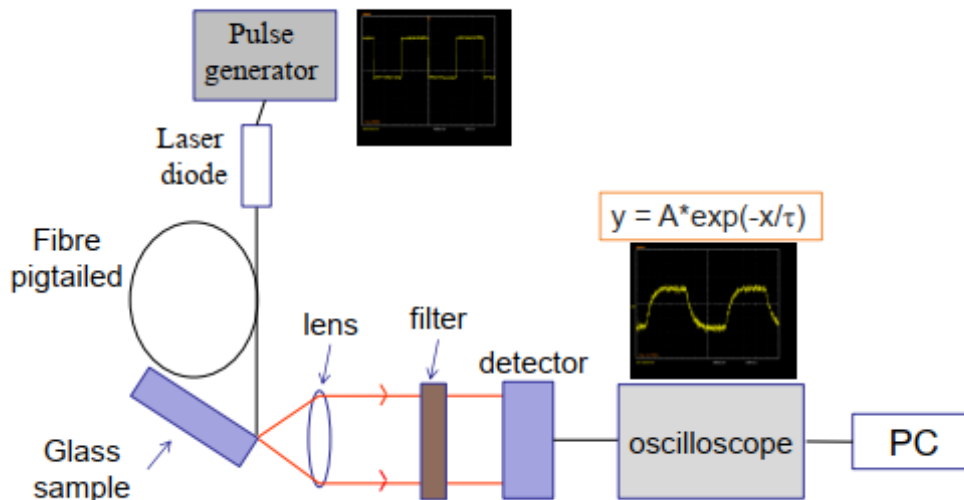 Pulse
generator
Laser
diode
Fibre
pigtailed
y = A*exp(-x/τ)
lens
filter
detector
Glass
sample
oscilloscope
PC